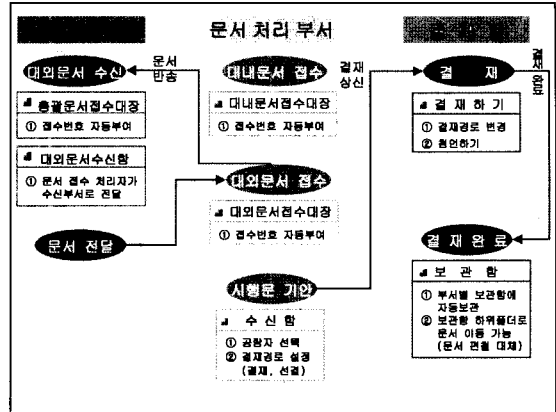 문서 처리 부서
대외문서 수신
문서
반송
총괄문서접수대장
① 접수번호 자동부여
대외문서수신함
① 문서 접수 처리자가
수신부서로 전달
문서 전달
대내문서 접수
대내문서접수대장
① 접수번호 자동부여
대외문서 접수
대외문서접수대장
① 접수번호 자동부여
시행문 기안
수 신 함
① 공람자 선택
② 결재경로 설정
(결재, 선결)
결재
상신
결 재
결 재 하 기
① 결재경로 변경
② 첨언하기
결재
완료
결 재 완 료
보 관 함
① 부서별 보관함에
자동보관
② 보관함 하위폴더로
문서 이동 가능
(문서 편철 대체)